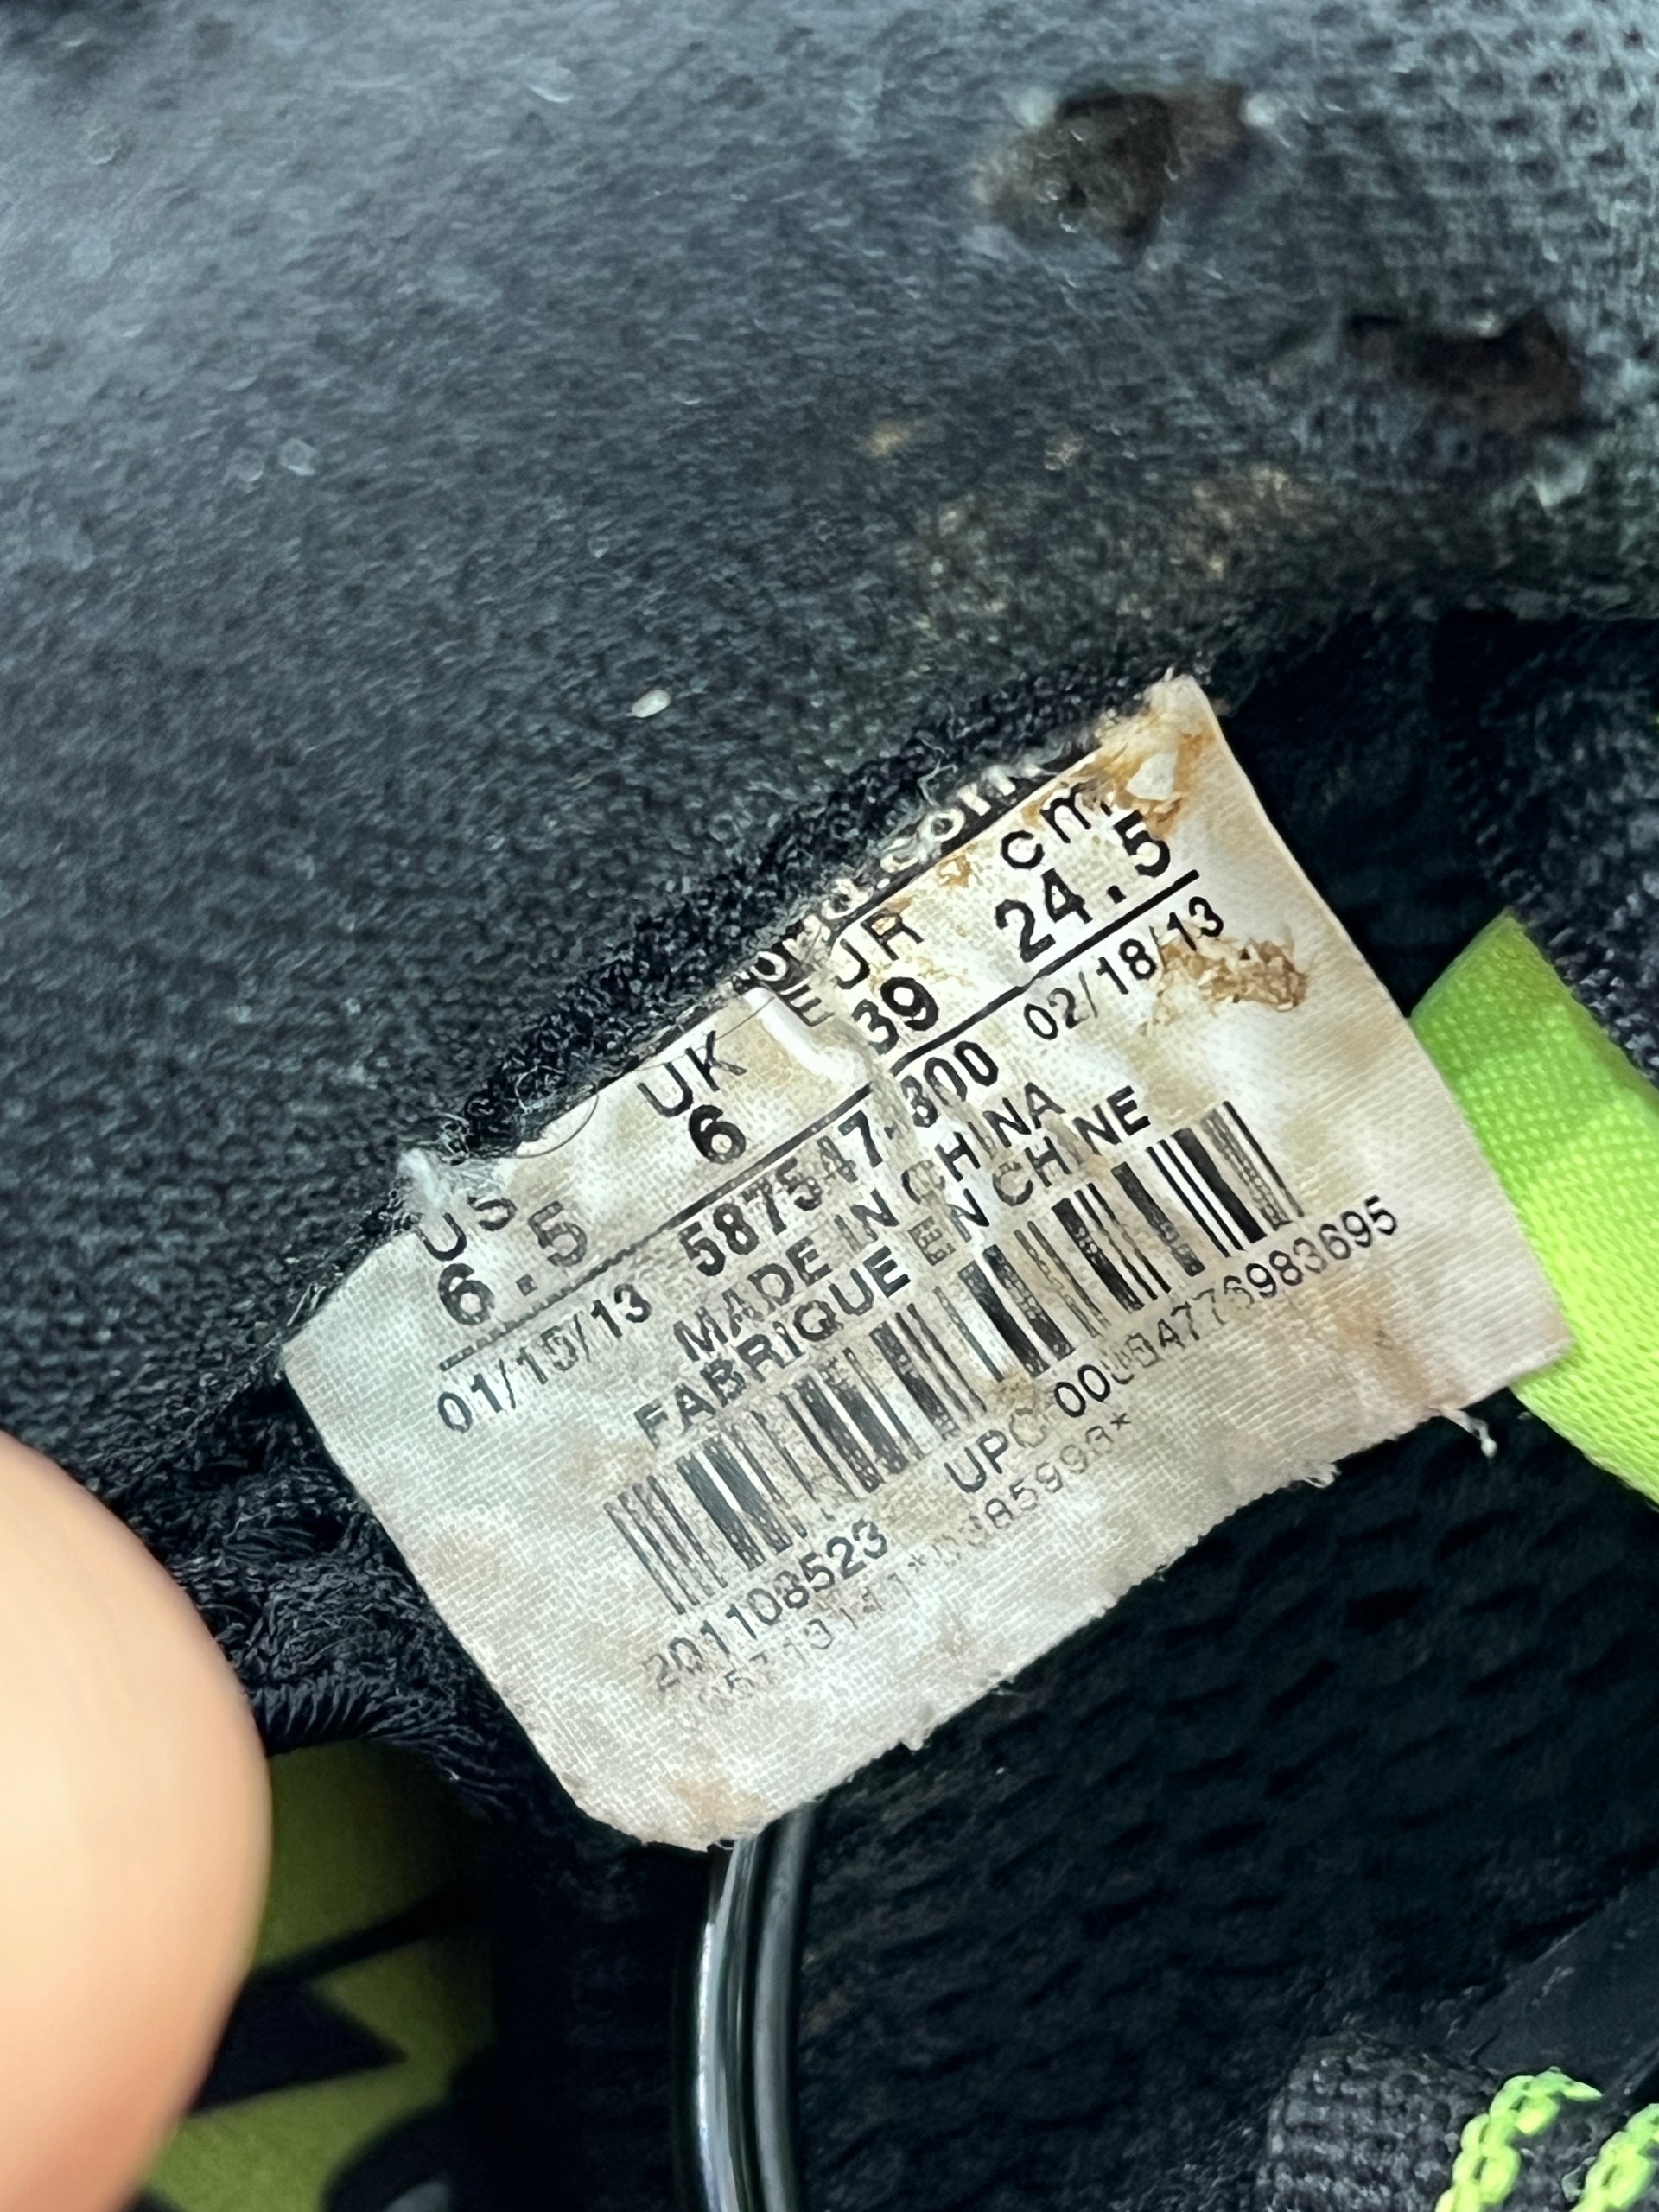 US UK EUR cm
6.5 6 39 24.5
01/13 587547-300 02/18/13
MADE IN CHINA
FABRIQUE EN CHINE
UPC 983695
201108523